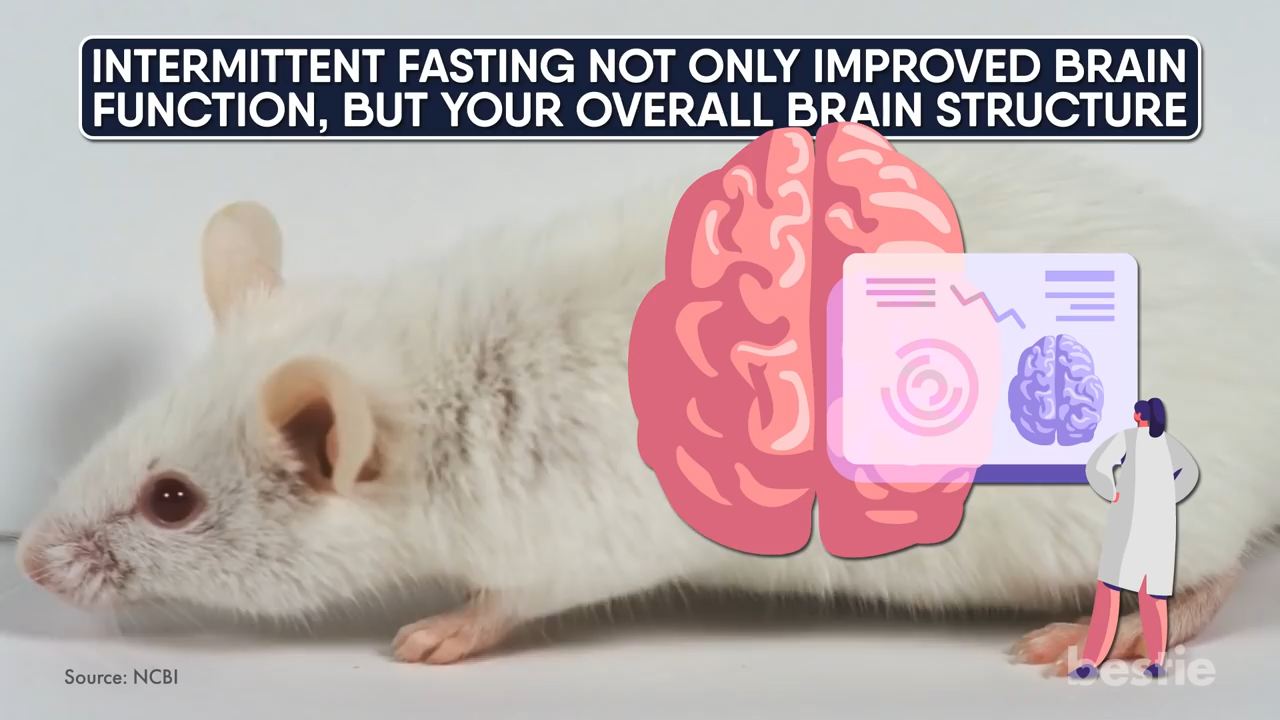 INTERMITTENT FASTING NOT ONLY IMPROVED BRAIN
FUNCTION, BUT YOUR OVERALL BRAIN STRUCTURE
Source: NCBI
bestie